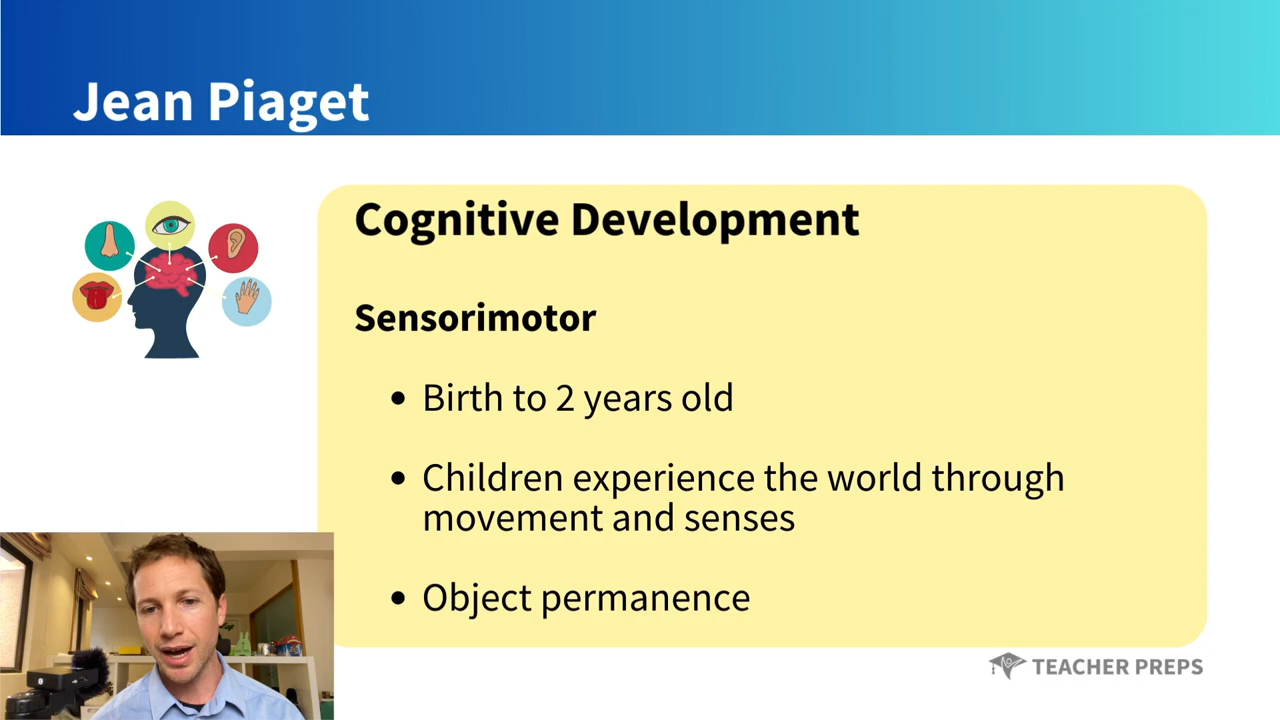 Jean Piaget
Cognitive Development
Sensorimotor
• Birth to 2 years old
• Children experience the world through
movement and senses
• Object permanence
TEACHER PREPS